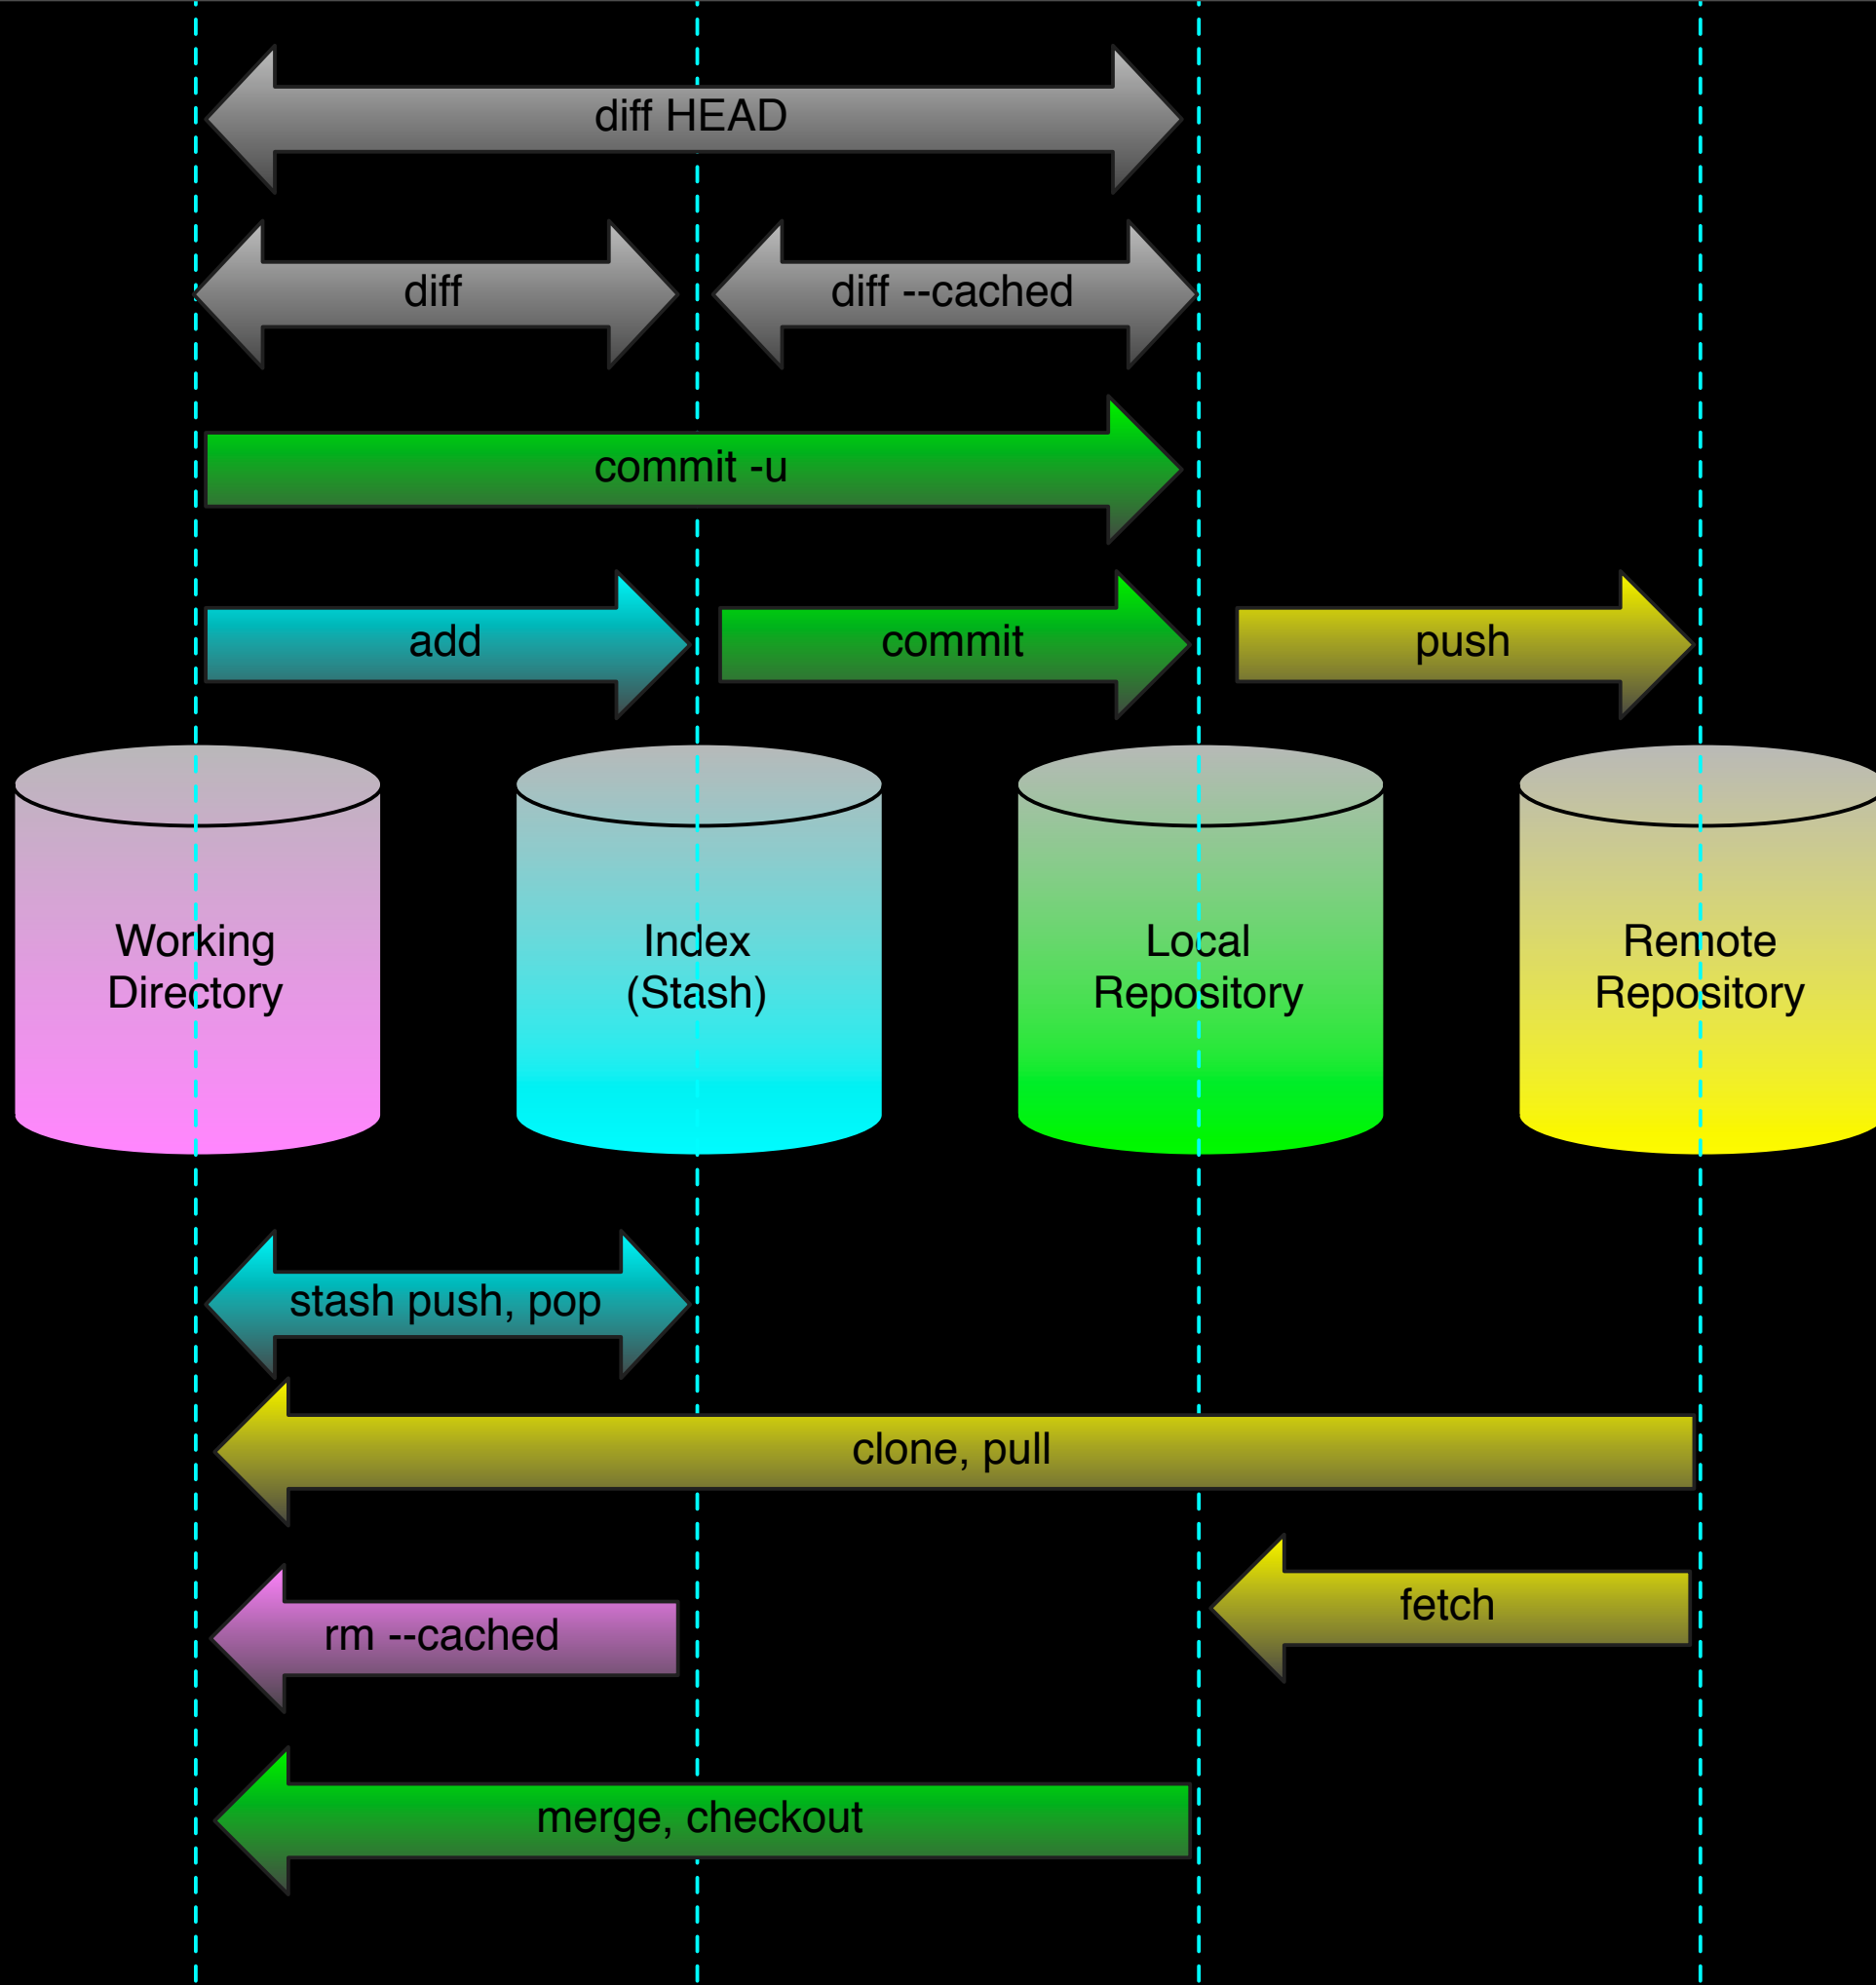 diff HEAD
diff
diff --cached
commit -u
add
commit
push
Working
Directory
Index
(Stash)
Local
Repository
Remote
Repository
stash push, pop
clone, pull
fetch
rm --cached
merge, checkout